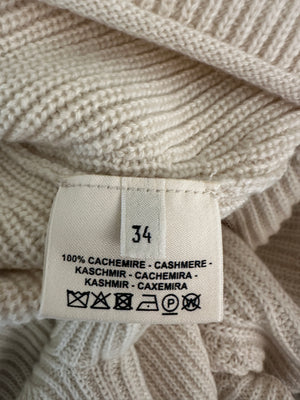 34
100% CACHEMIRE - CASHMERE -
KASCHMIR - CACHEMIRA -
KASHMIR - CAXEMIRA
P W